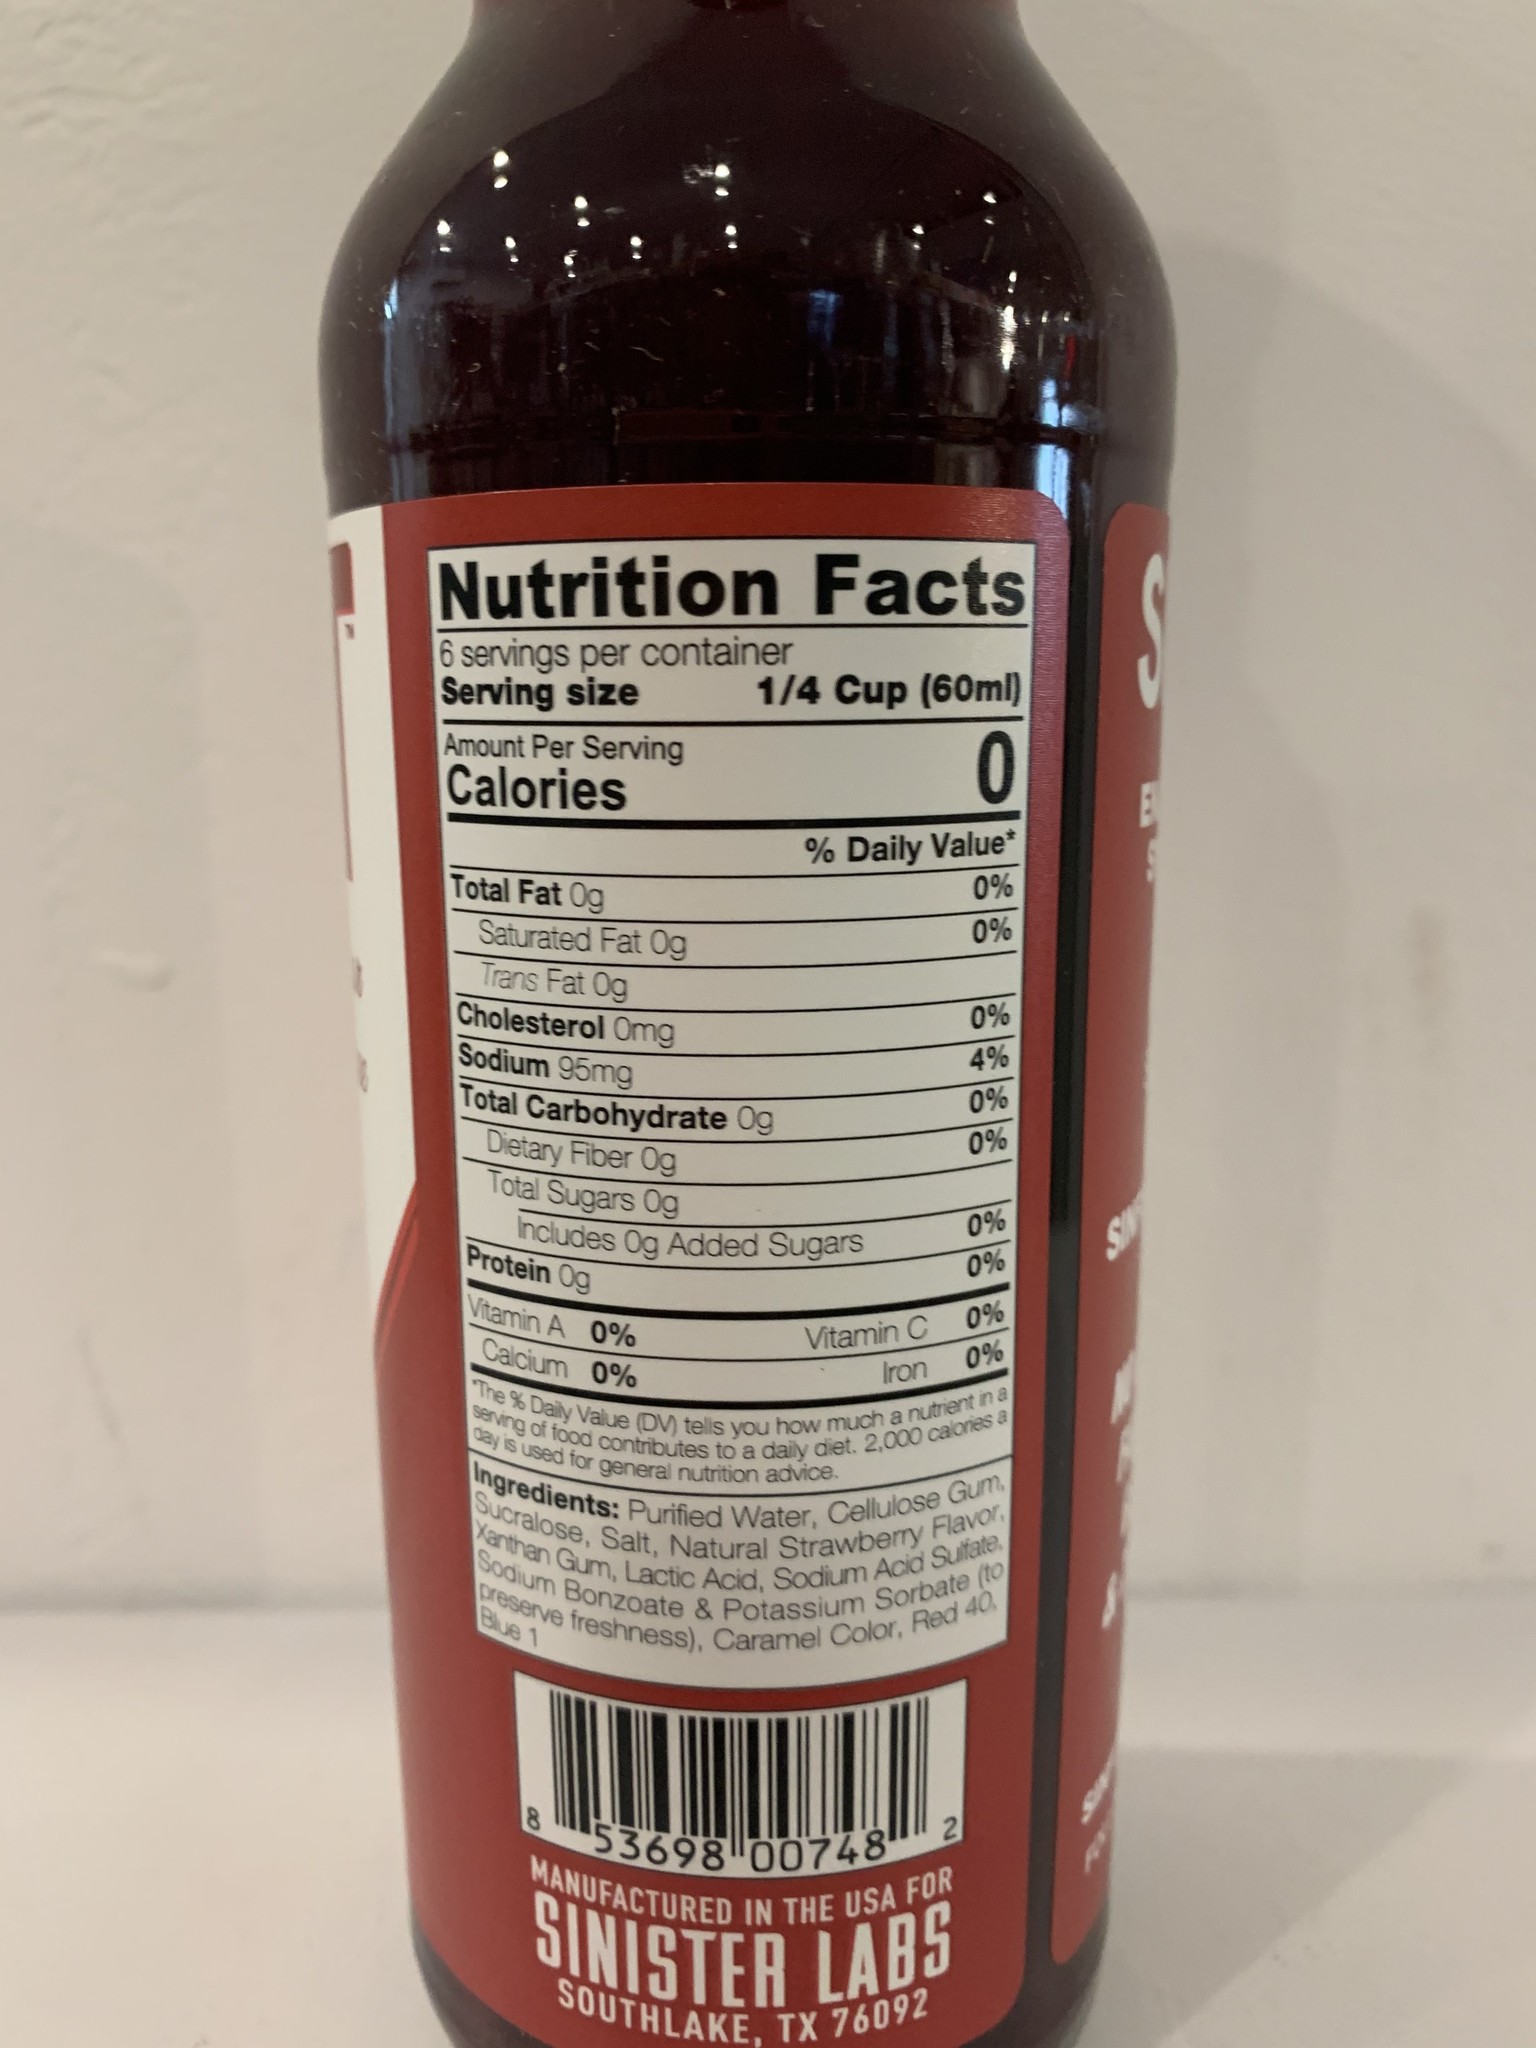 Nutrition Facts
6 servings per container
Serving size 1/4 Cup (60ml)
Amount Per Serving
Calories 0
% Daily Value*
Total Fat 0g 0%
Saturated Fat 0g 0%
Trans Fat 0g
Cholesterol 0mg 0%
Sodium 95mg 4%
Total Carbohydrate 0g 0%
Dietary Fiber 0g 0%
Total Sugars 0g
Includes 0g Added Sugars 0%
Protein 0g 0%
Vitamin A 0% Vitamin C 0%
Calcium 0% Iron 0%
*The % Daily Value (DV) tells you how much a nutrient in a
serving of food contributes to a daily diet. 2,000 calories a
day is used for general nutrition advice.
Ingredients: Purified Water, Cellulose Gum,
Sucralose, Salt, Natural Strawberry Flavor,
Xanthan Gum, Lactic Acid, Sodium Acid Sulfate,
Sodium Bonzoate & Potassium Sorbate (to
preserve freshness), Caramel Color, Red 40,
Blue 1
8 53698 00748 2
MANUFACTURED IN THE USA FOR
SINISTER LABS
SOUTHLAKE, TX 76092